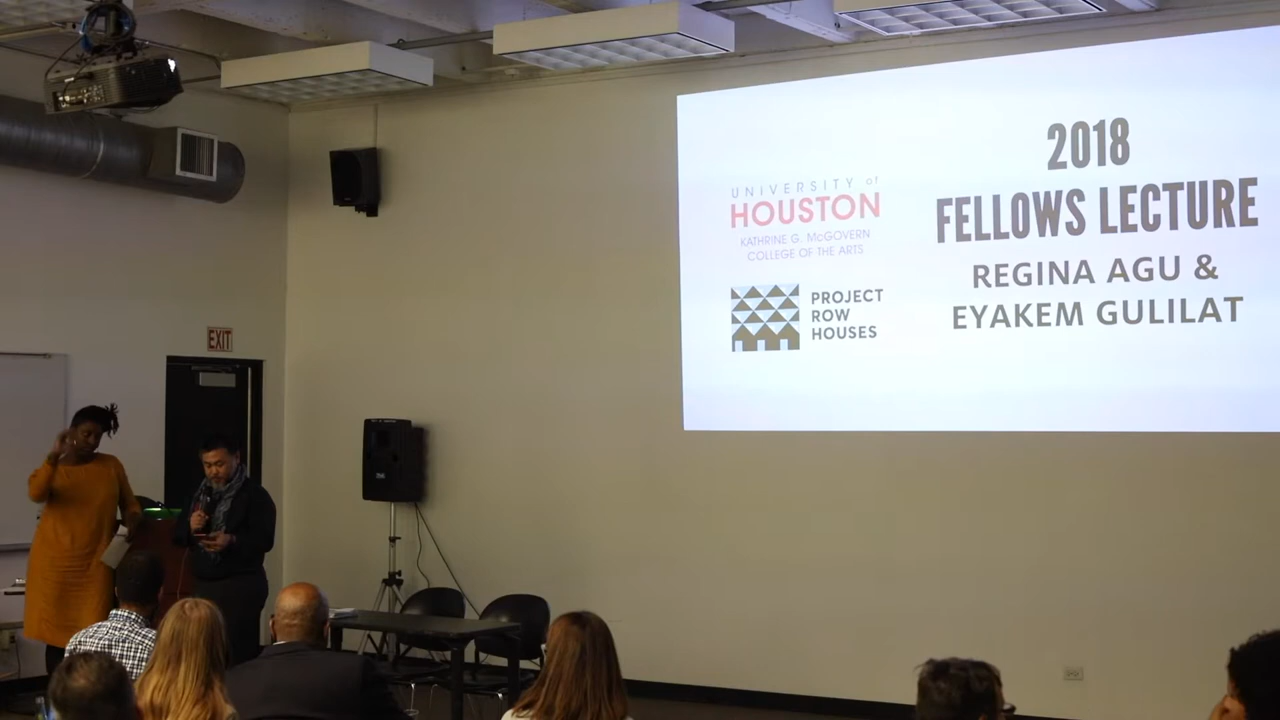 EXIT
UNIVERSITY of
HOUSTON
KATHRINE G. McGOVERN
COLLEGE OF THE ARTS
PROJECT
ROW
HOUSES
2018
FELLOWS LECTURE
REGINA AGU &
EYAKEM GULILAT